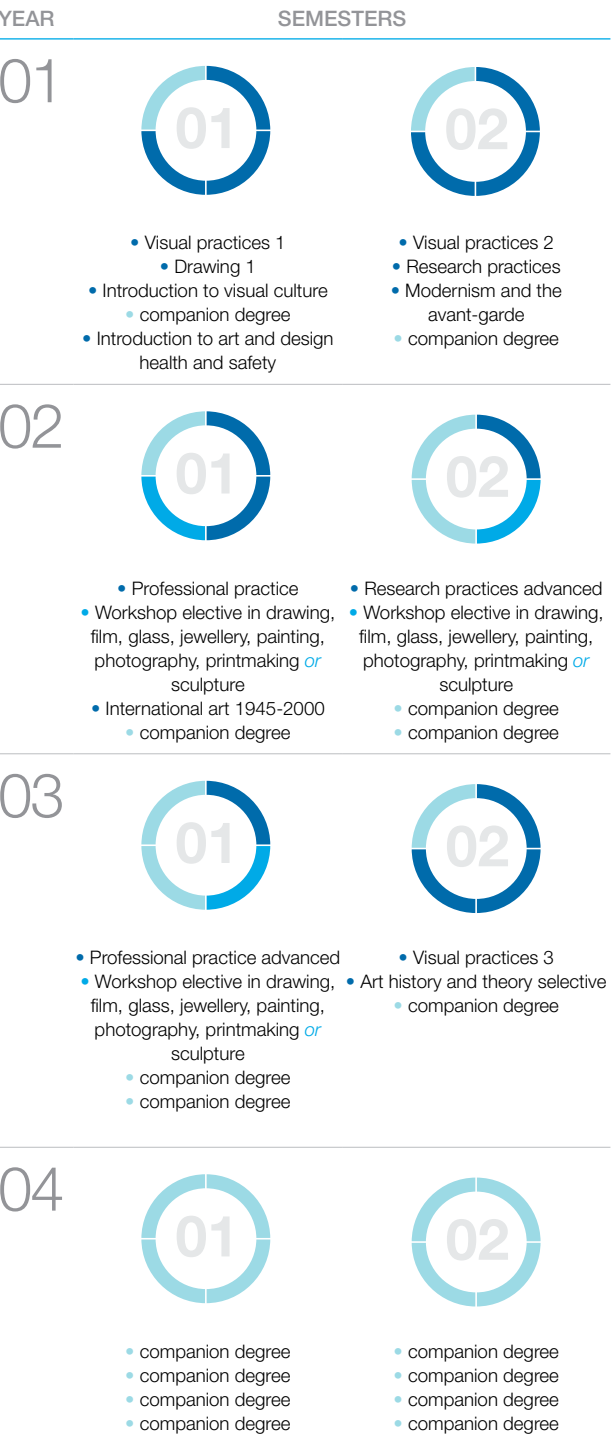 YEAR SEMESTERS
01
01
02
• Visual practices 1
• Drawing 1
• Introduction to visual culture
• companion degree
• Introduction to art and design
health and safety
• Visual practices 2
• Research practices
• Modernism and the
avant-garde
• companion degree
02
01
02
• Professional practice
• Workshop elective in drawing,
film, glass, jewellery, painting,
photography, printmaking or
sculpture
• International art 1945-2000
• companion degree
• Research practices advanced
• Workshop elective in drawing,
film, glass, jewellery, painting,
photography, printmaking or
sculpture
• companion degree
• companion degree
03
01
02
• Professional practice advanced
• Workshop elective in drawing,
film, glass, jewellery, painting,
photography, printmaking or
sculpture
• companion degree
• companion degree
• Visual practices 3
• Art history and theory selective
• companion degree
04
01
02
• companion degree
• companion degree
• companion degree
• companion degree
• companion degree
• companion degree
• companion degree
• companion degree